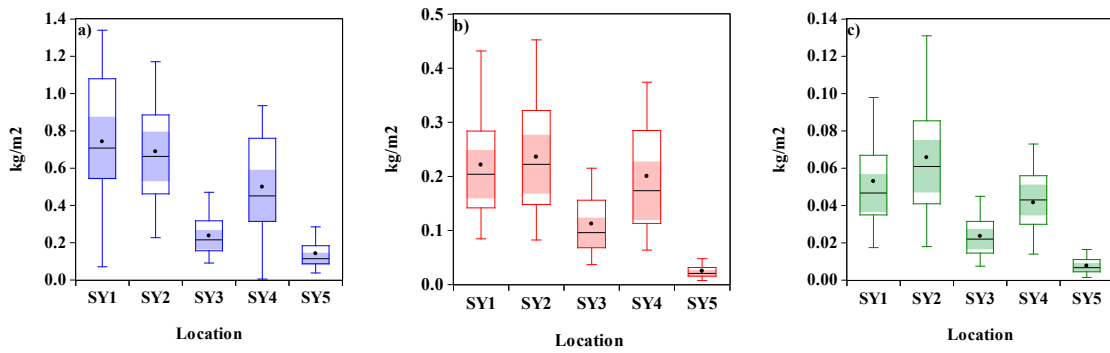 a)
kg/m2
1.4
1.2
1.0
0.8
0.6
0.4
0.2
0.0
SY1 SY2 SY3 SY4 SY5
Location
b)
kg/m2
0.5
0.4
0.3
0.2
0.1
0.0
SY1 SY2 SY3 SY4 SY5
Location
c)
kg/m2
0.14
0.12
0.10
0.08
0.06
0.04
0.02
0.00
SY1 SY2 SY3 SY4 SY5
Location